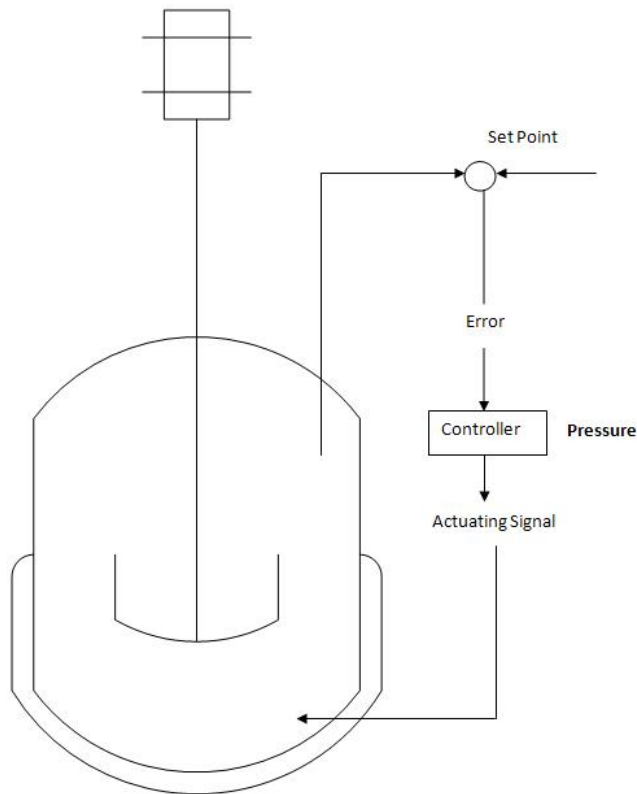 Set Point
Error
Controller
Pressure
Actuating Signal